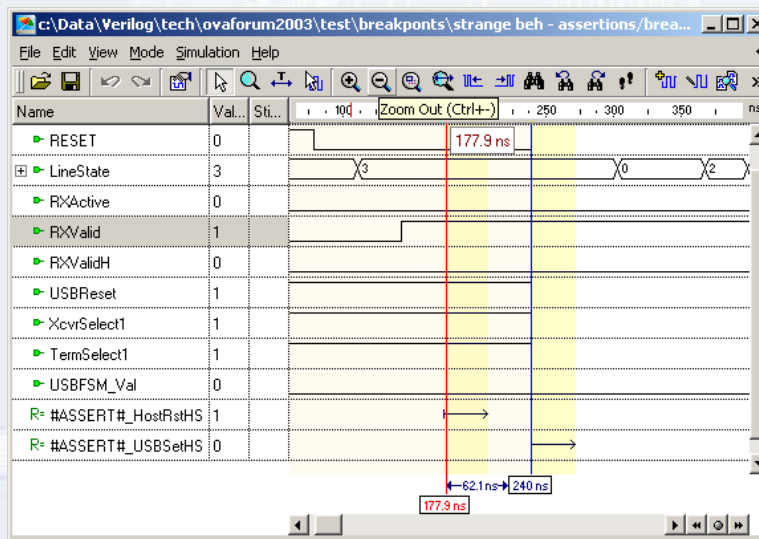 c:\Data\Verilog\tech\ovaforum2003\test\breakponts\strange beh - assertions/brea...
File Edit View Mode Simulation Help
Name Val... Sti... 100 Zoom Out (Ctrl+-) 250 300 350 ns
RESET 0 177.9 ns
LineState 3 3 0 2
RXActive 0
RXValid 1
RXValidH 0
USBReset 1
XcvrSelect1 1
TermSelect1 1
USBFSM_Val 0
R= #ASSERT#_HostRstHS 1
R= #ASSERT#_USBSetHS 0
62.1ns 240 ns
177.9 ns